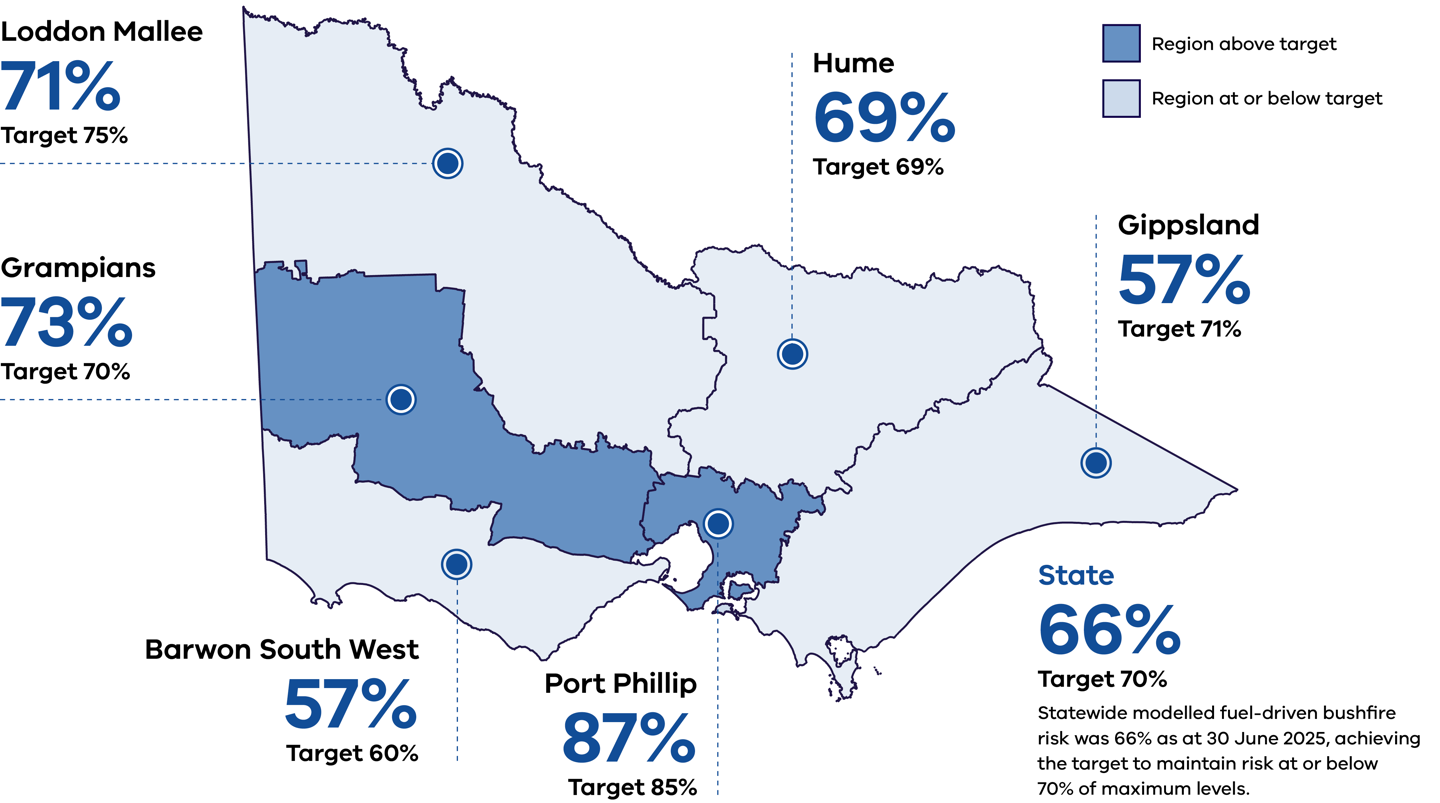 Loddon Mallee
71%
Target 75%
Grampians
73%
Target 70%
Hume
69%
Target 69%
Region above target
Region at or below target
Gippsland
57%
Target 71%
Barwon South West
57%
Target 60%
Port Phillip
87%
Target 85%
State
66%
Target 70%
Statewide modelled fuel-driven bushfire
risk was 66% as at 30 June 2025, achieving
the target to maintain risk at or below
70% of maximum levels.